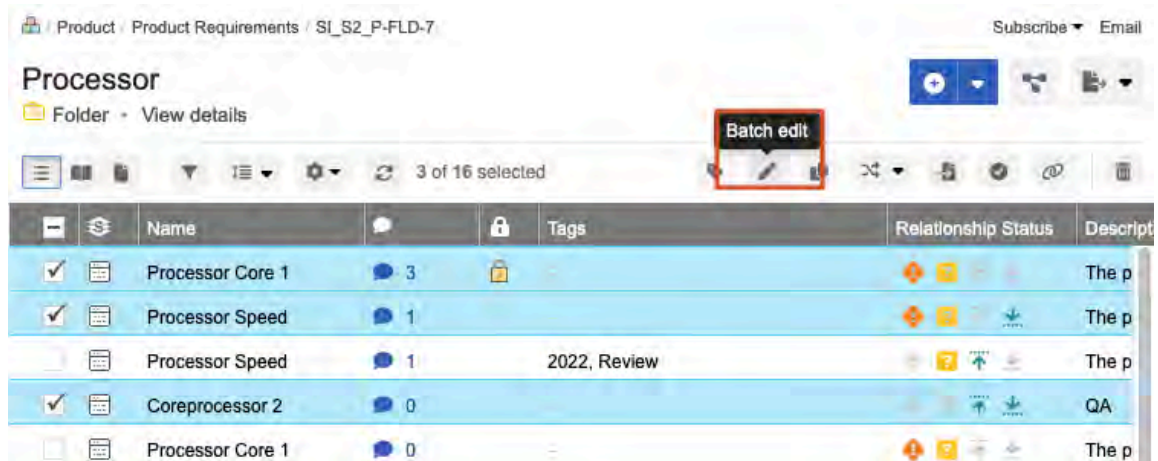 / Product / Product Requirements / SI_S2_P-FLD-7
Subscribe Email
Processor
Folder - View details
Batch edit
3 of 16 selected
Name Tags Relationship Status Descript
Processor Core 1 3 The p
Processor Speed 1 The p
Processor Speed 1 2022, Review The p
Coreprocessor 2 0 QA
Processor Core 1 0 The p